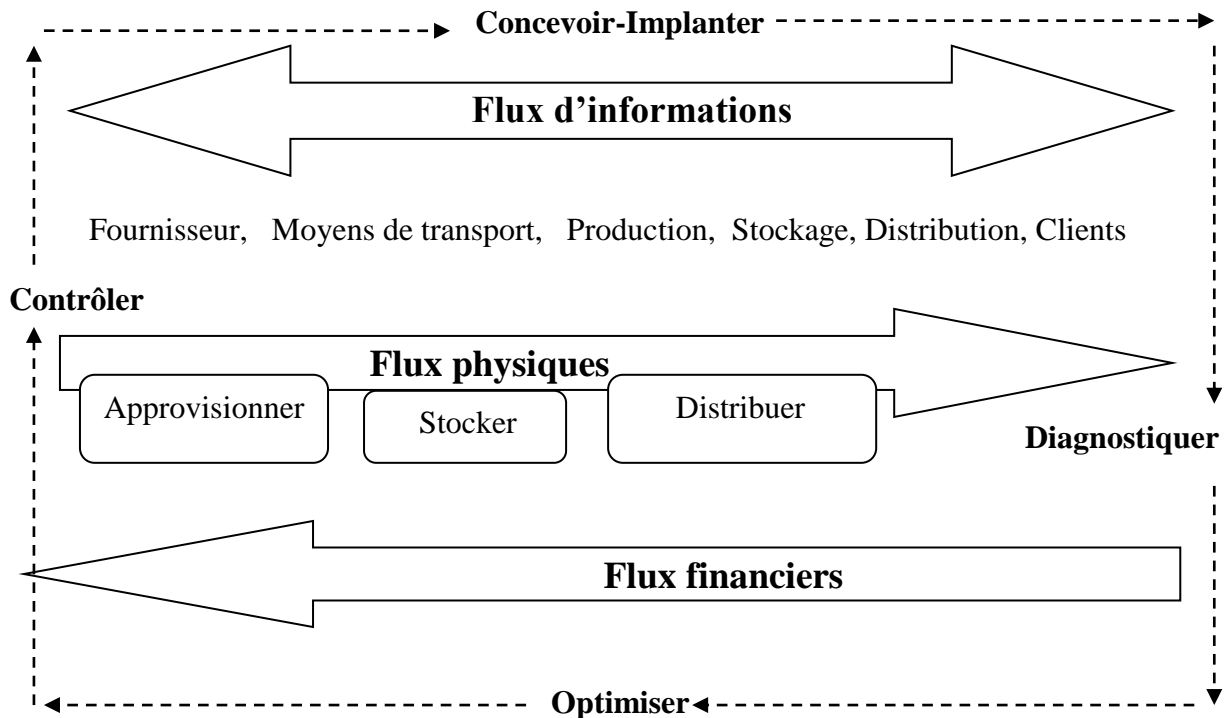 Concevoir-Implanter
Flux d’informations
Fournisseur, Moyens de transport, Production, Stockage, Distribution, Clients
Contrôler
Flux physiques
Approvisionner
Stocker
Distribuer
Diagnostiquer
Flux financiers
Optimiser